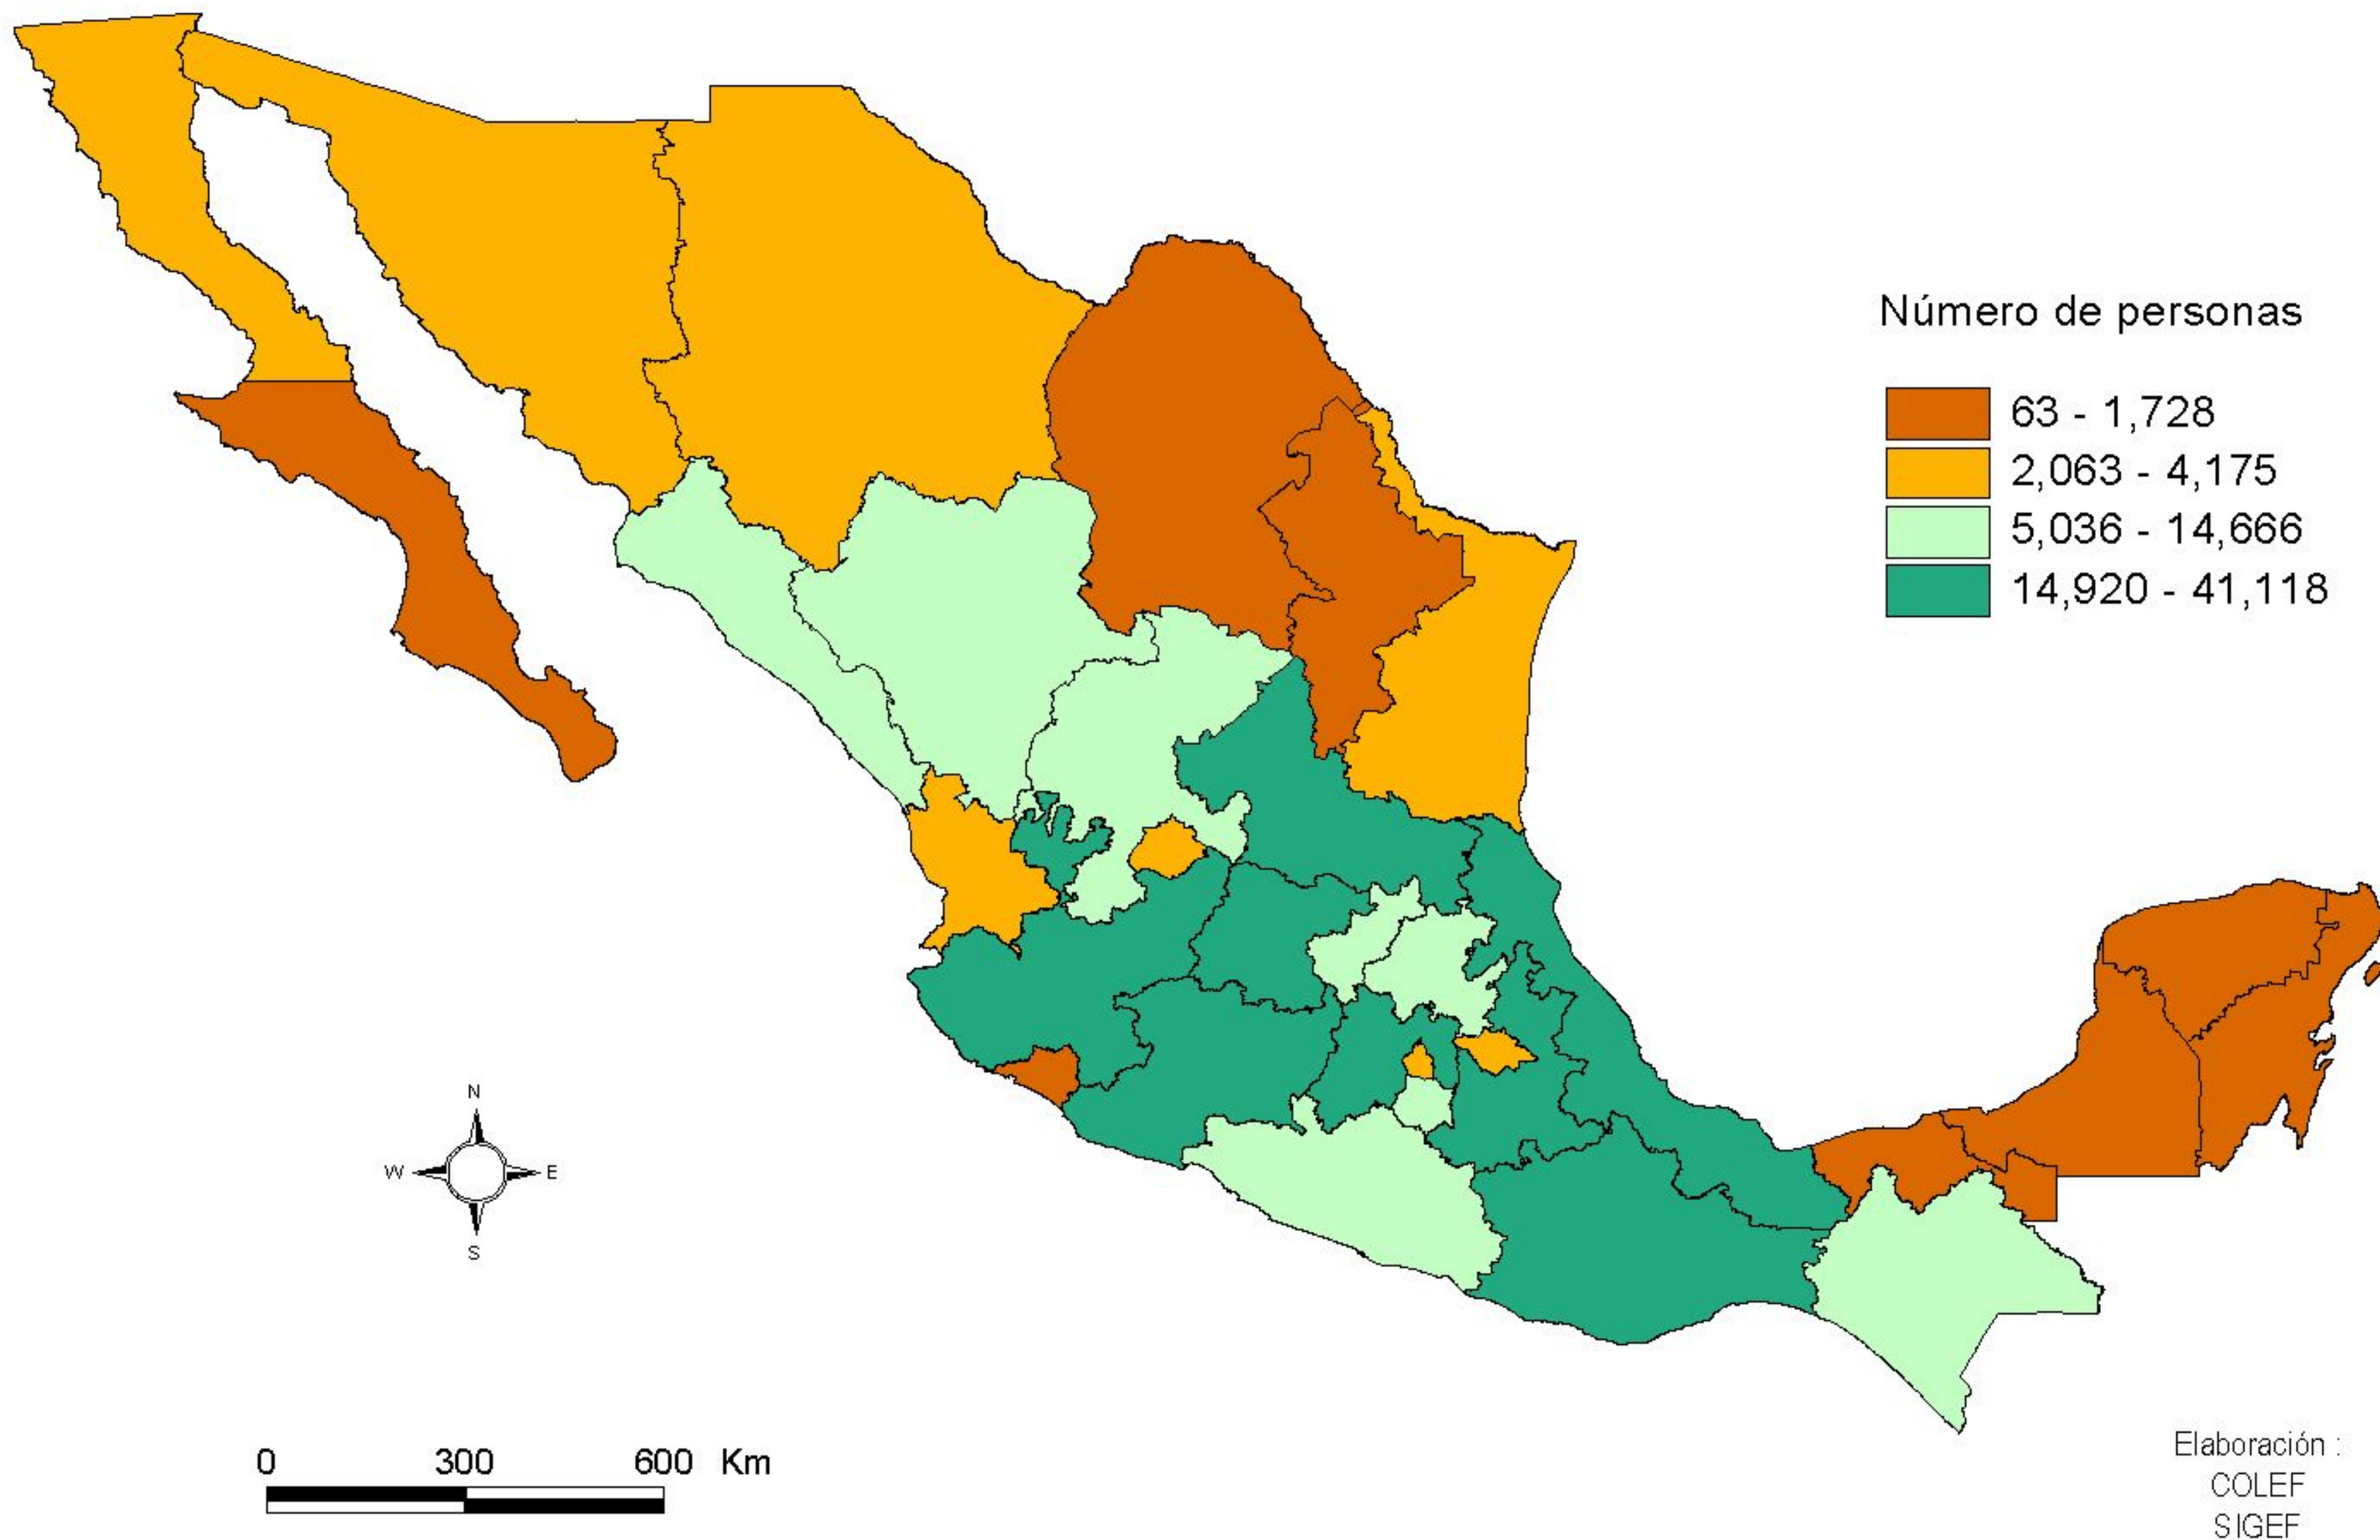 Número de personas
63 - 1,728
2,063 - 4,175
5,036 - 14,666
14,920 - 41,118
N
W E
S
0 300 600 Km
Elaboración :
COLEF
SIGEF